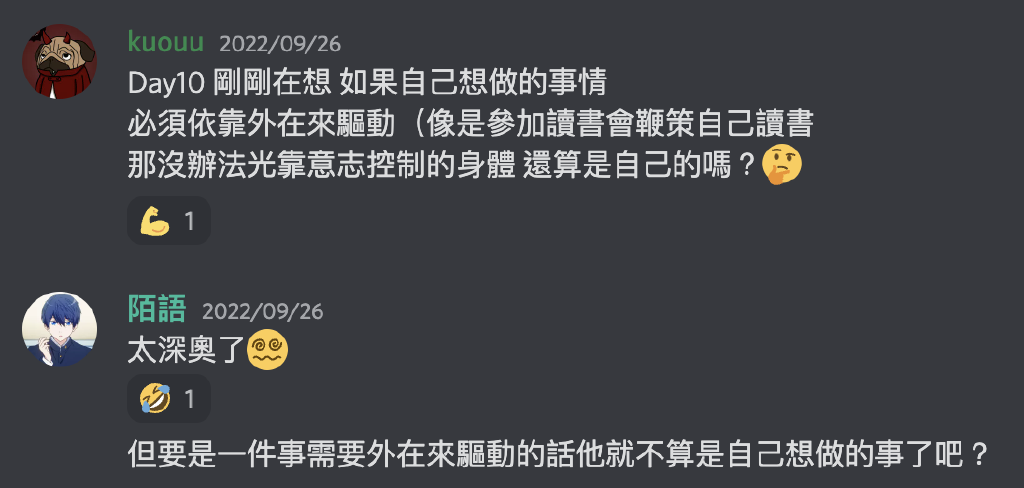 kuouu 2022/09/26
Day10 剛剛在想 如果自己想做的事情
必須依靠外在來驅動（像是參加讀書會鞭策自己讀書
那沒辦法光靠意志控制的身體 還算是自己的嗎？🤔
💪 1
陌語 2022/09/26
太深奧了😵‍💫
🤣 1
但要是一件事需要外在來驅動的話他就不算是自己想做的事了吧？